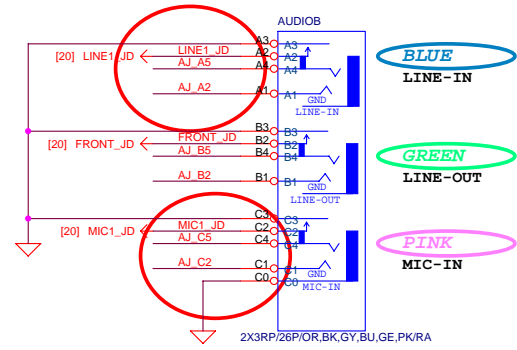 AUDIOB
A3 A3
[20] LINE1_JD LINE1_JD A2 A2
AJ_A5 A4 A4
AJ_A2 A1 A1
GND
LINE-IN
BLUE
LINE-IN
B3 B3
[20] FRONT_JD FRONT_JD B2 B2
AJ_B5 B4 B4
AJ_B2 B1 B1
LINE-OUT
GREEN
LINE-OUT
C3 C3
[20] MIC1_JD MIC1_JD C2 C2
AJ_C5 C4 C4
AJ_C2 C1 C1
GND
C0 C0
MIC-IN
PINK
MIC-IN
2X3RP/26P/OR,BK,GY,BU,GE,PK/RA